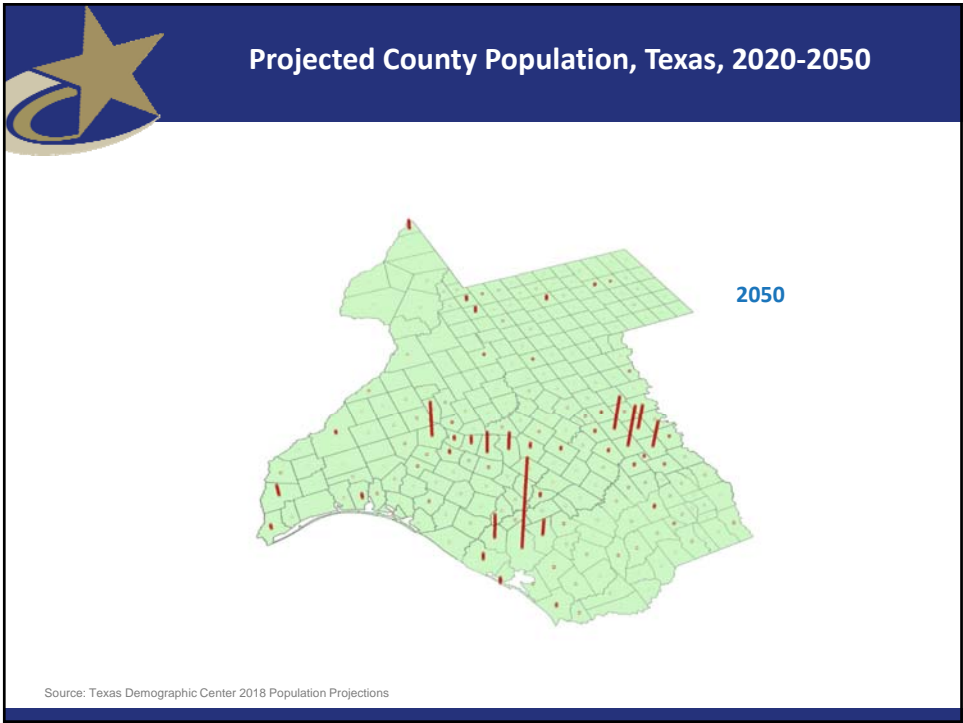 Projected County Population, Texas, 2020-2050
2050
Source: Texas Demographic Center 2018 Population Projections